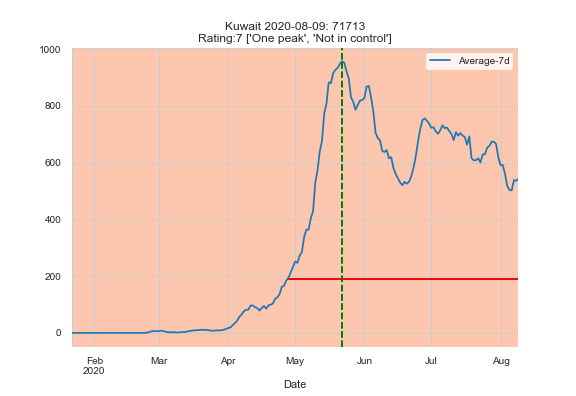 Kuwait 2020-08-09: 71713
Rating:7 ['One peak', 'Not in control']
Average-7d
1000
800
600
400
200
0
Feb Mar Apr May Jun Jul Aug
2020
Date